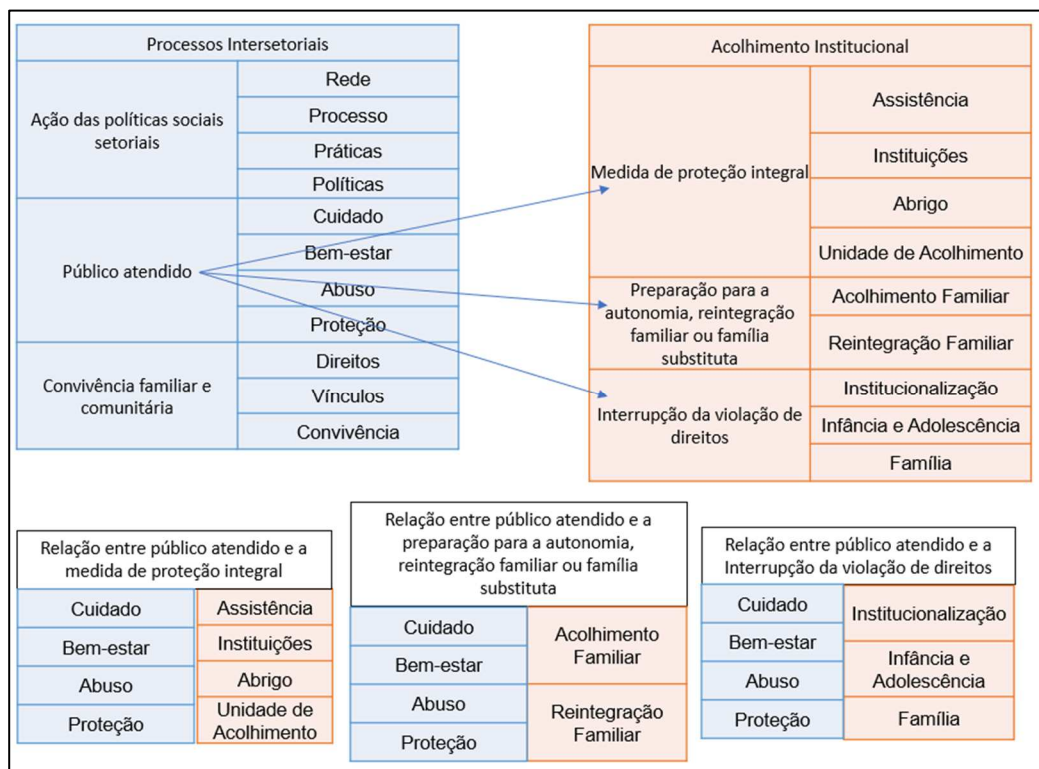 Processos Intersetoriais
Ação das políticas sociais
setoriais
Rede
Processo
Práticas
Políticas
Público atendido
Cuidado
Bem-estar
Abuso
Proteção
Convivência familiar e
comunitária
Direitos
Vínculos
Convivência
Acolhimento Institucional
Medida de proteção integral
Assistência
Instituições
Abrigo
Unidade de Acolhimento
Preparação para a
autonomia, reintegração
familiar ou família
substituta
Acolhimento Familiar
Reintegração Familiar
Interrupção da violação de
direitos
Institucionalização
Infância e Adolescência
Família
Relação entre público atendido e a
medida de proteção integral
Cuidado
Assistência
Bem-estar
Instituições
Abuso
Abrigo
Proteção
Unidade de
Acolhimento
Relação entre público atendido e a
preparação para a autonomia,
reintegração familiar ou família
substituta
Cuidado
Bem-estar
Abuso
Proteção
Acolhimento
Familiar
Reintegração
Familiar
Relação entre público atendido e a
Interrupção da violação de direitos
Cuidado
Bem-estar
Abuso
Proteção
Institucionalização
Infância e
Adolescência
Família